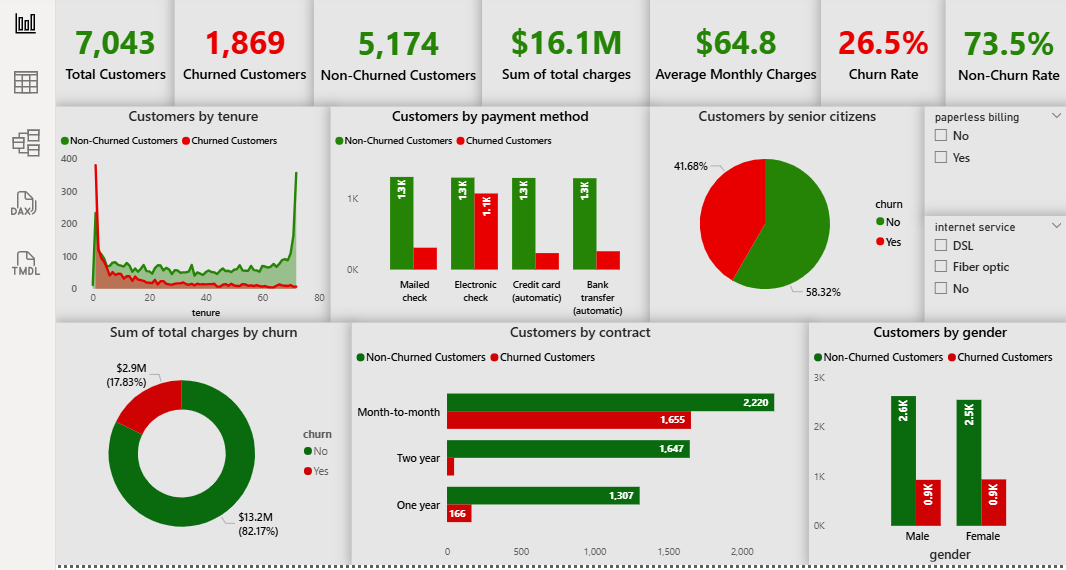 7,043
Total Customers
1,869
Churned Customers
5,174
Non-Churned Customers
$16.1M
Sum of total charges
$64.8
Average Monthly Charges
26.5%
Churn Rate
73.5%
Non-Churn Rate
DAX
TMDL
Customers by tenure
Non-Churned Customers Churned Customers
400
300
200
100
0
0 20 40 60 80
tenure
Customers by payment method
Non-Churned Customers Churned Customers
1K
0K
1.3K
1.3K
1.1K
1.3K
1.3K
Mailed
check
Electronic
check
Credit card
(automatic)
Bank
transfer
(automatic)
Customers by senior citizens
41.68%
58.32%
churn
No
Yes
paperless billing
No
Yes
internet service
DSL
Fiber optic
No
Sum of total charges by churn
$2.9M
(17.83%)
$13.2M
(82.17%)
churn
No
Yes
Customers by contract
Non-Churned Customers Churned Customers
Month-to-month
2,220
1,655
Two year
1,647
One year
1,307
166
0 500 1,000 1,500 2,000
Customers by gender
Non-Churned Customers Churned Customers
3K
2K
1K
0K
2.6K
0.9K
2.5K
0.9K
Male Female
gender